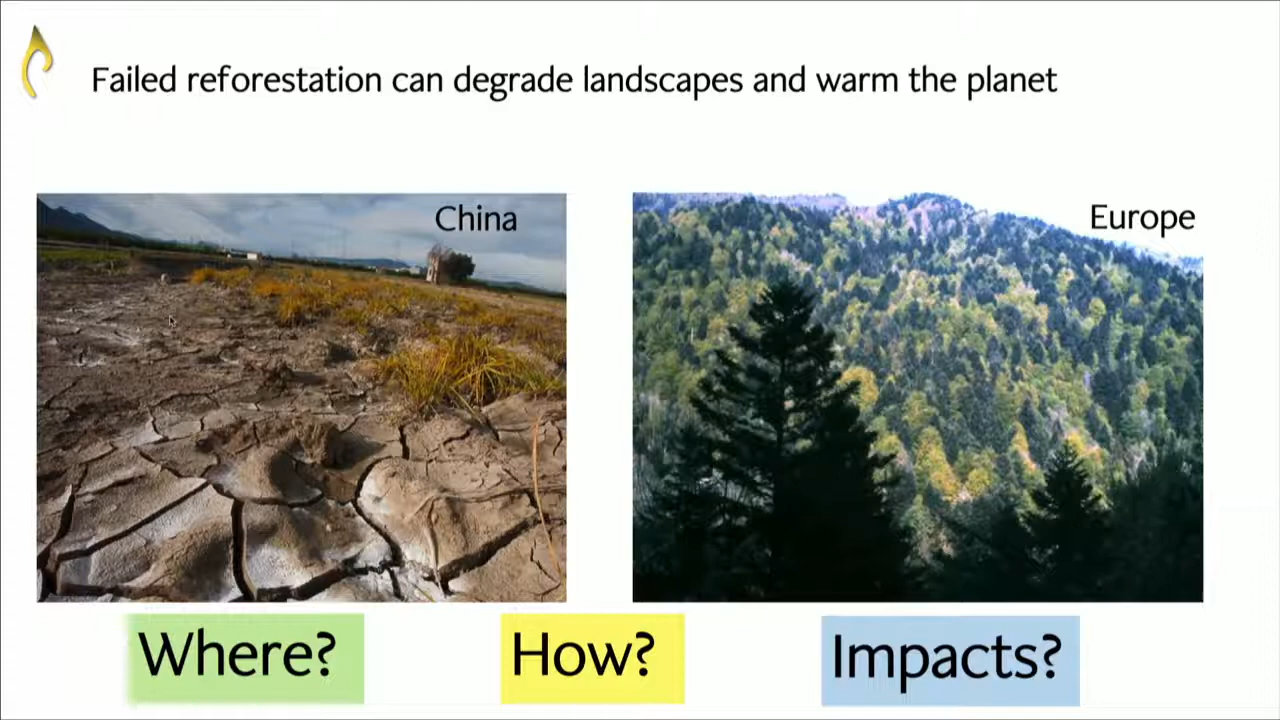 Failed reforestation can degrade landscapes and warm the planet
China
Europe
Where?
How?
Impacts?